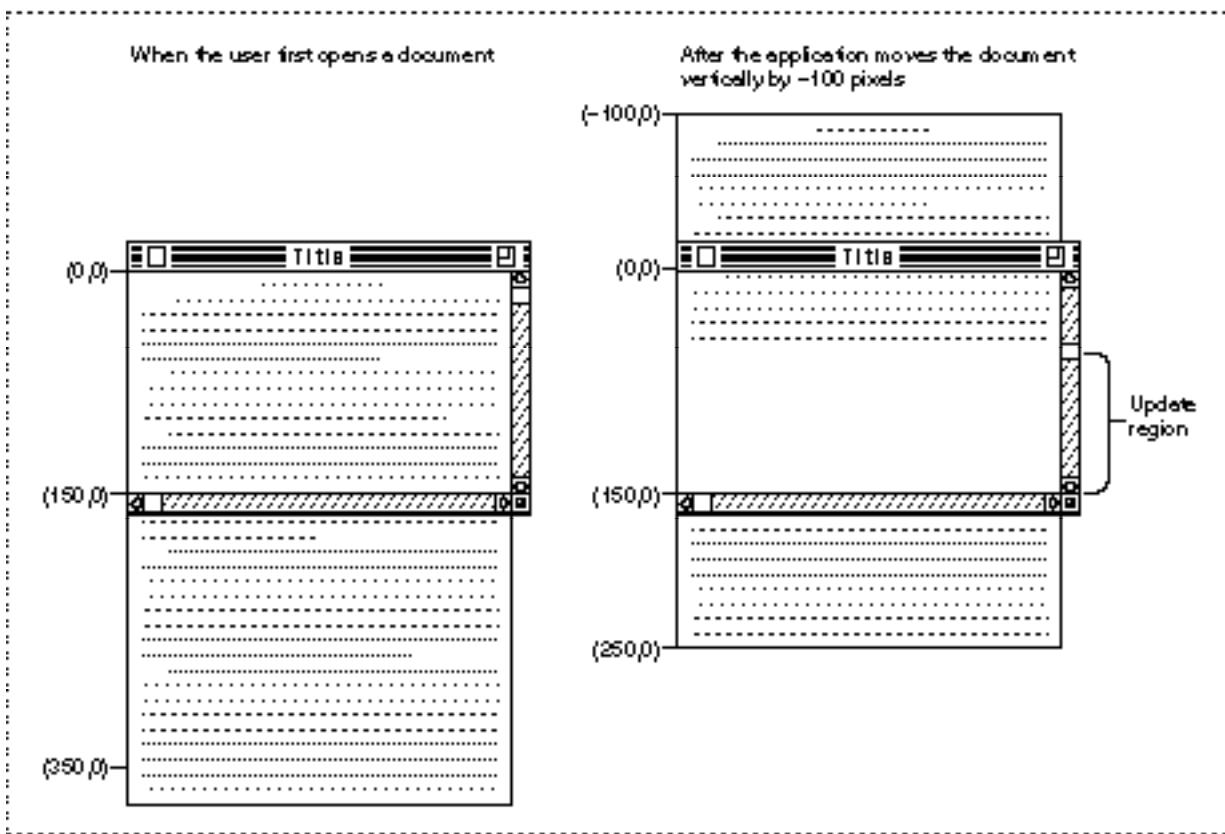 When the user first opens a document
After the application moves the document
vertically by –100 pixels
(–100,0)
Title
Title
(0,0)
(0,0)
Update
region
(150,0)
(150,0)
(250,0)
(350,0)